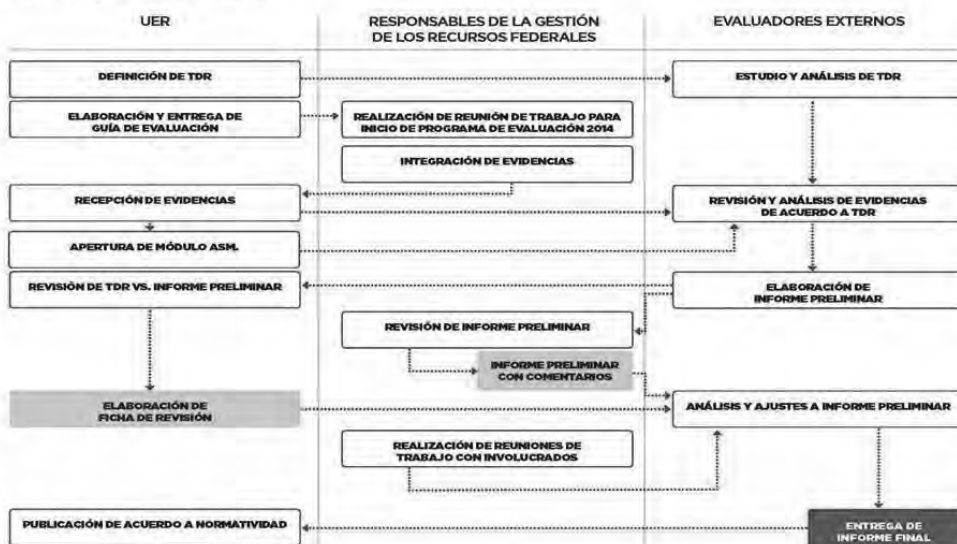 UER
RESPONSABLES DE LA GESTIÓN
DE LOS RECURSOS FEDERALES
EVALUADORES EXTERNOS
DEFINICIÓN DE TDR
ESTUDIO Y ANÁLISIS DE TDR
ELABORACIÓN Y ENTREGA DE
GUÍA DE EVALUACIÓN
REALIZACIÓN DE REUNIÓN DE TRABAJO PARA
INICIO DE PROGRAMA DE EVALUACIÓN 2014
INTEGRACIÓN DE EVIDENCIAS
RECEPCIÓN DE EVIDENCIAS
REVISIÓN Y ANÁLISIS DE EVIDENCIAS
DE ACUERDO A TDR
APERTURA DE MÓDULO ASM.
REVISIÓN DE TDR VS. INFORME PRELIMINAR
ELABORACIÓN DE
INFORME PRELIMINAR
REVISIÓN DE INFORME PRELIMINAR
INFORME PRELIMINAR
CON COMENTARIOS
ELABORACIÓN DE
FICHA DE REVISIÓN
ANÁLISIS Y AJUSTES A INFORME PRELIMINAR
REALIZACIÓN DE REUNIONES DE
TRABAJO CON INVOLUCRADOS
PUBLICACIÓN DE ACUERDO A NORMATIVIDAD
ENTREGA DE
INFORME FINAL